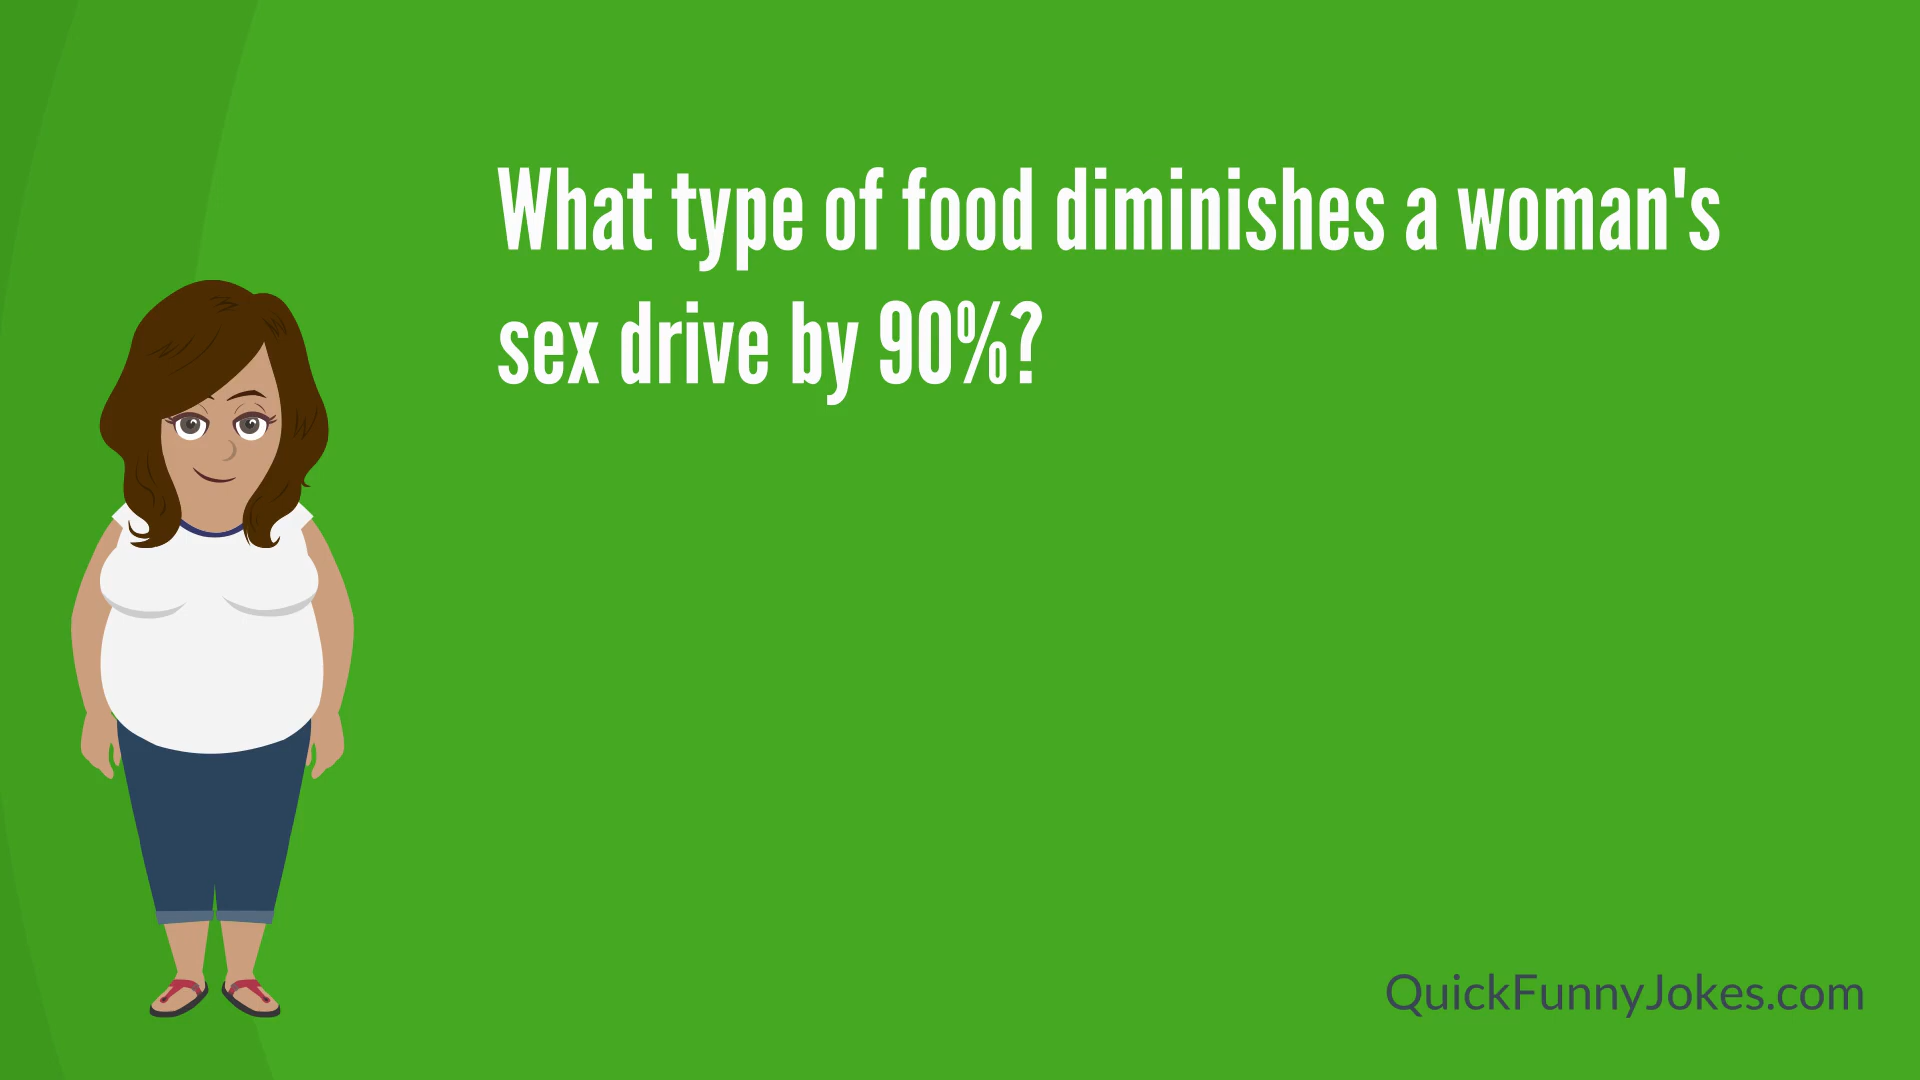 What type of food diminishes a woman's
sex drive by 90%?
QuickFunnyJokes.com